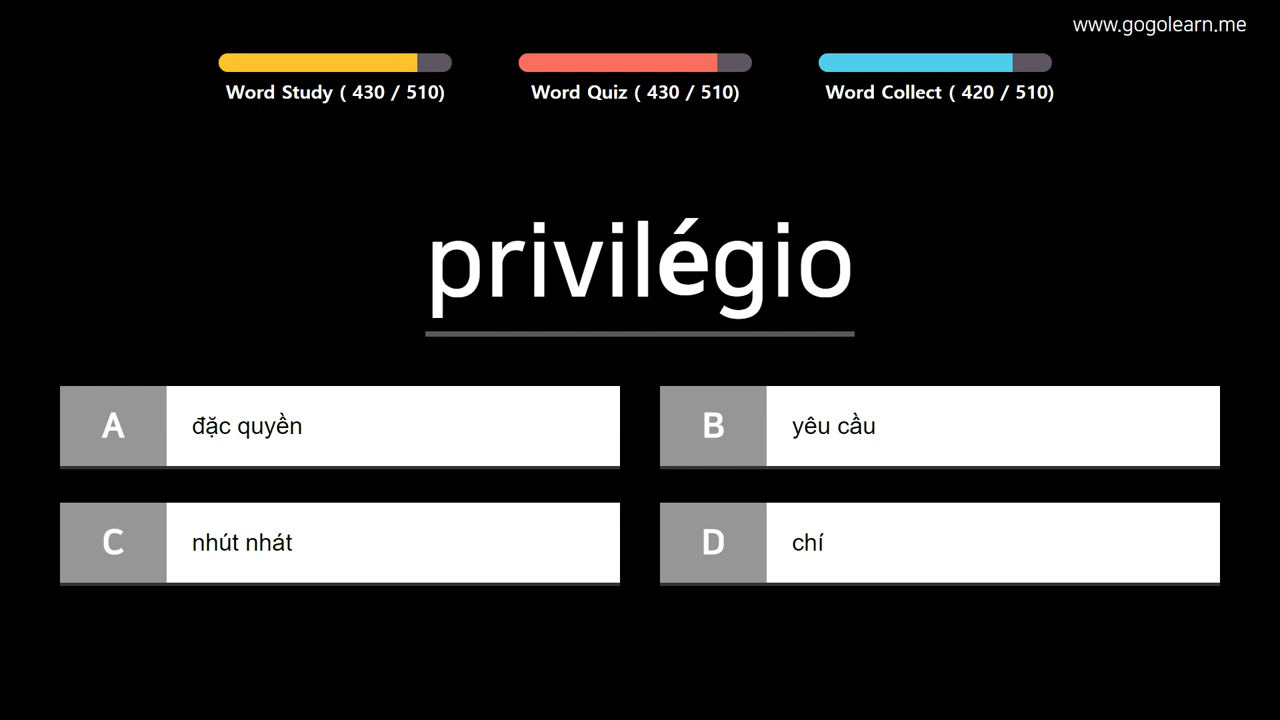 www.gogolearn.me
Word Study ( 430 / 510)
Word Quiz ( 430 / 510)
Word Collect ( 420 / 510)
privilégio
A đặc quyền
B yêu cầu
C nhút nhát
D chí